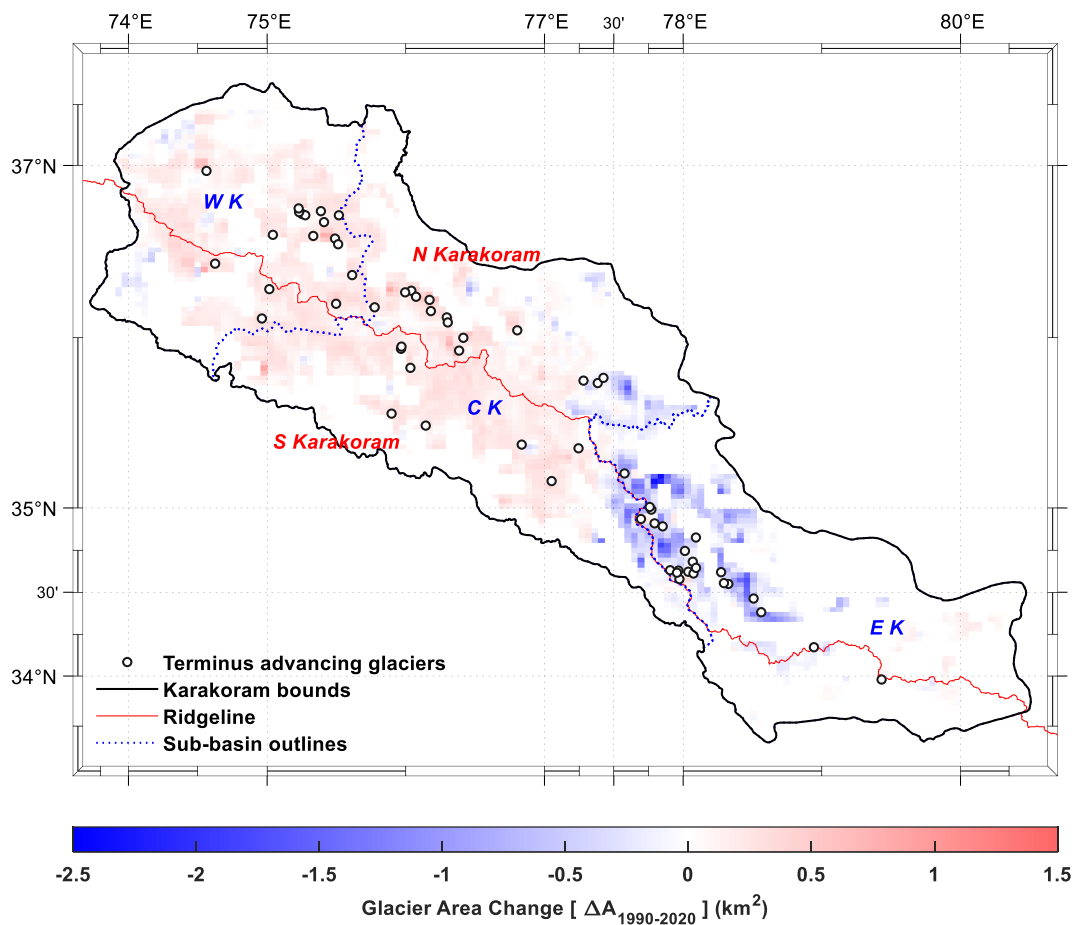 74°E 75°E 77°E 30' 78°E 80°E
37°N
W K
N Karakoram
C K
S Karakoram
35°N
30'
E K
34°N
Terminus advancing glaciers
Karakoram bounds
Ridgeline
Sub-basin outlines
-2.5 -2 -1.5 -1 -0.5 0 0.5 1 1.5
Glacier Area Change [ ΔA1990-2020 ] (km2)